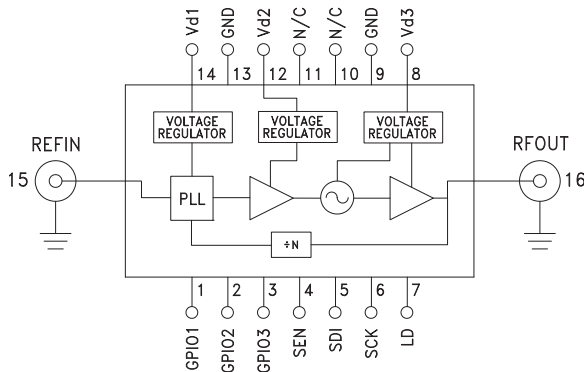 Vd1
GND
Vd2
N/C
N/C
GND
Vd3
14
13
12
11
10
9
8
VOLTAGE
REGULATOR
VOLTAGE
REGULATOR
VOLTAGE
REGULATOR
REFIN
RFOUT
15
16
PLL
÷N
1
2
3
4
5
6
7
GPIO1
GPIO2
GPIO3
SEN
SDI
SCK
LD